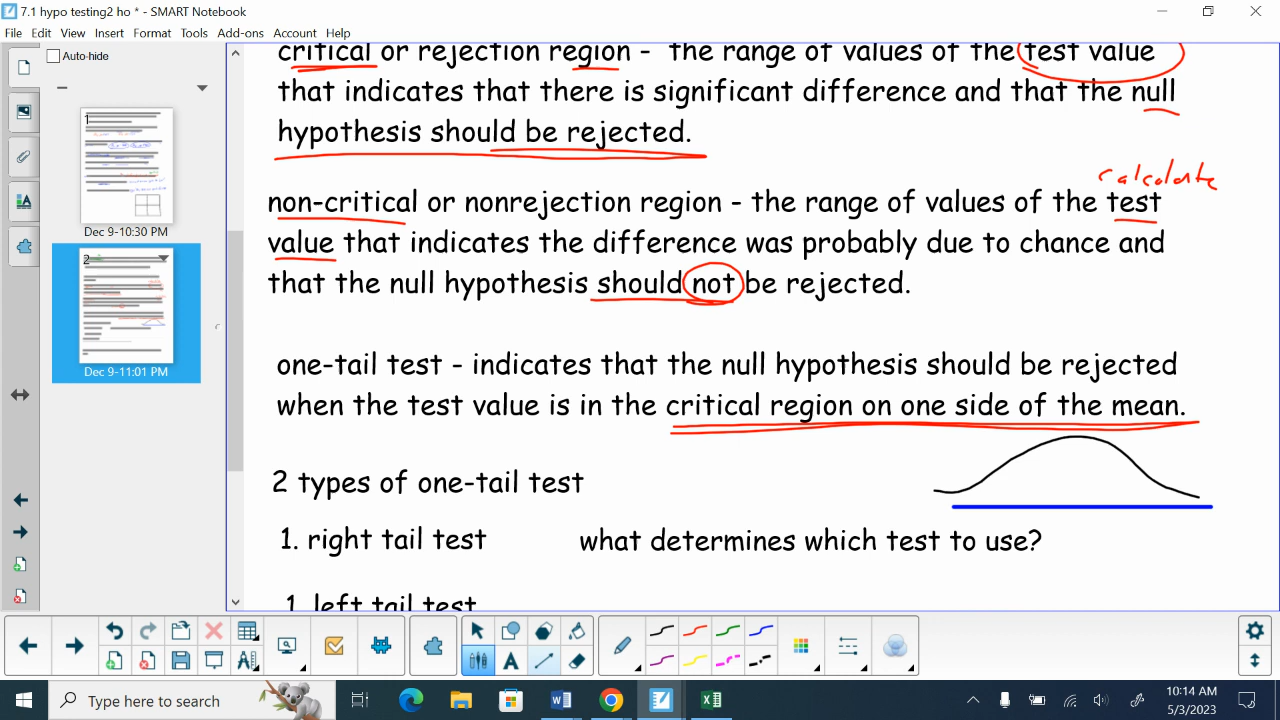 7.1 hypo testing2 ho * - SMART Notebook
File Edit View Insert Format Tools Add-ons Account Help
Auto-hide
1
Dec 9-10:30 PM
2
Dec 9-11:01 PM
critical or rejection region - the range of values of the test value
that indicates that there is significant difference and that the null
hypothesis should be rejected.
calculate
non-critical or nonrejection region - the range of values of the test
value that indicates the difference was probably due to chance and
that the null hypothesis should not be rejected.
one-tail test - indicates that the null hypothesis should be rejected
when the test value is in the critical region on one side of the mean.
2 types of one-tail test
1. right tail test what determines which test to use?
1. left tail test
Type here to search
10:14 AM
5/3/2023